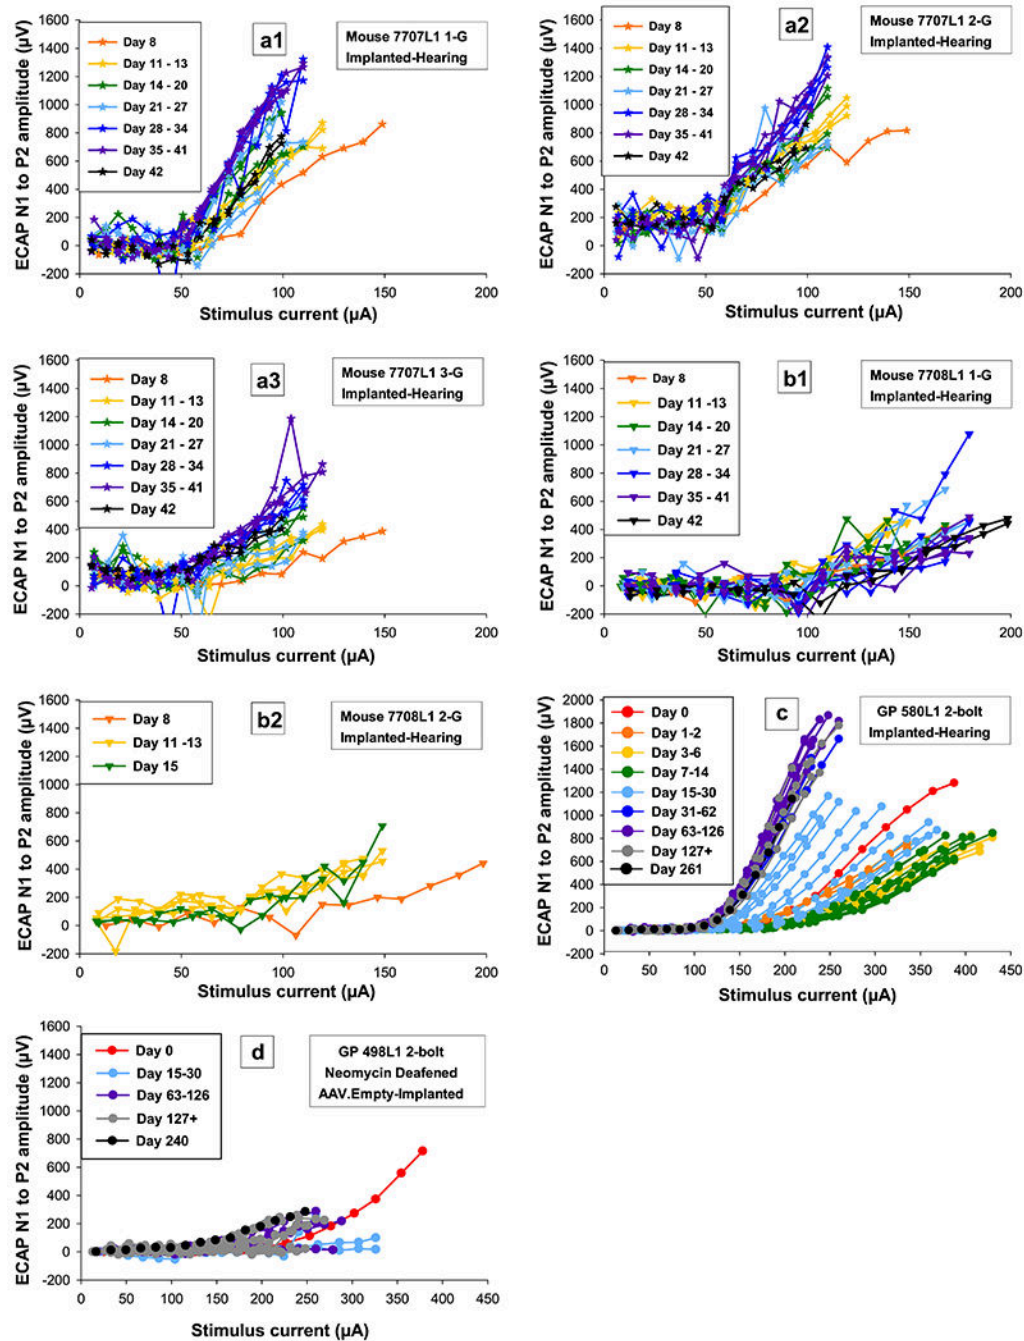 ECAP N1 to P2 amplitude (µV)
1600
1400
1200
1000
800
600
400
200
0
-200
0
50
100
150
200
Stimulus current (µA)
Day 8
Day 11 - 13
Day 14 - 20
Day 21 - 27
Day 28 - 34
Day 35 - 41
Day 42
a1
Mouse 7707L1 1-G
Implanted-Hearing
ECAP N1 to P2 amplitude (µV)
1600
1400
1200
1000
800
600
400
200
0
-200
0
50
100
150
200
Stimulus current (µA)
Day 8
Day 11 - 13
Day 14 - 20
Day 21 - 27
Day 28 - 34
Day 35 - 41
Day 42
a2
Mouse 7707L1 2-G
Implanted-Hearing
ECAP N1 to P2 amplitude (µV)
1600
1400
1200
1000
800
600
400
200
0
-200
0
50
100
150
200
Stimulus current (µA)
Day 8
Day 11 - 13
Day 14 - 20
Day 21 - 27
Day 28 - 34
Day 35 - 41
Day 42
a3
Mouse 7707L1 3-G
Implanted-Hearing
ECAP N1 to P2 amplitude (µV)
1600
1400
1200
1000
800
600
400
200
0
-200
0
50
100
150
200
Stimulus current (µA)
Day 8
Day 11 -13
Day 14 - 20
Day 21 - 27
Day 28 - 34
Day 35 - 41
Day 42
b1
Mouse 7708L1 1-G
Implanted-Hearing
ECAP N1 to P2 amplitude (µV)
1600
1400
1200
1000
800
600
400
200
0
-200
0
50
100
150
200
Stimulus current (µA)
Day 8
Day 11 -13
Day 15
b2
Mouse 7708L1 2-G
Implanted-Hearing
ECAP N1 to P2 amplitude (µV)
2000
1800
1600
1400
1200
1000
800
600
400
200
0
-200
0
50
100
150
200
250
300
350
400
450
Stimulus current (µA)
Day 0
Day 1-2
Day 3-6
Day 7-14
Day 15-30
Day 31-62
Day 63-126
Day 127+
Day 261
c
GP 580L1 2-bolt
Implanted-Hearing
ECAP N1 to P2 amplitude (µV)
1600
1400
1200
1000
800
600
400
200
0
-200
0
50
100
150
200
250
300
350
400
450
Stimulus current (µA)
Day 0
Day 15-30
Day 63-126
Day 127+
Day 240
d
GP 498L1 2-bolt
Neomycin Deafened
AAV.Empty-Implanted